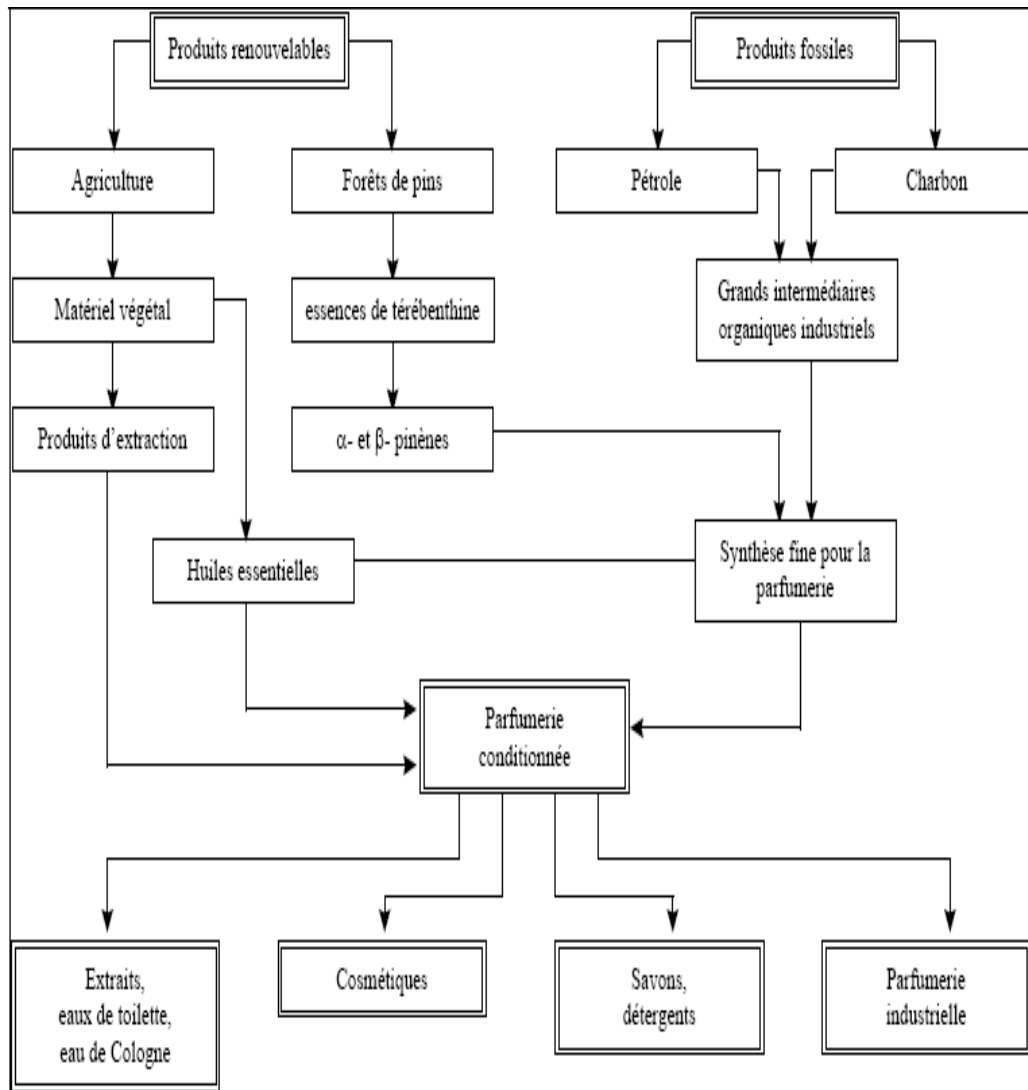 Produits renouvelables
Produits fossiles
Agriculture
Forêts de pins
Pétrole
Charbon
Matériel végétal
essences de térébenthine
Grands intermédiaires
organiques industriels
Produits d’extraction
α- et β- pinènes
Huiles essentielles
Synthèse fine pour la
parfumerie
Parfumerie
conditionnée
Extraits,
eaux de toilette,
eau de Cologne
Cosmétiques
Savons,
détergents
Parfumerie
industrielle